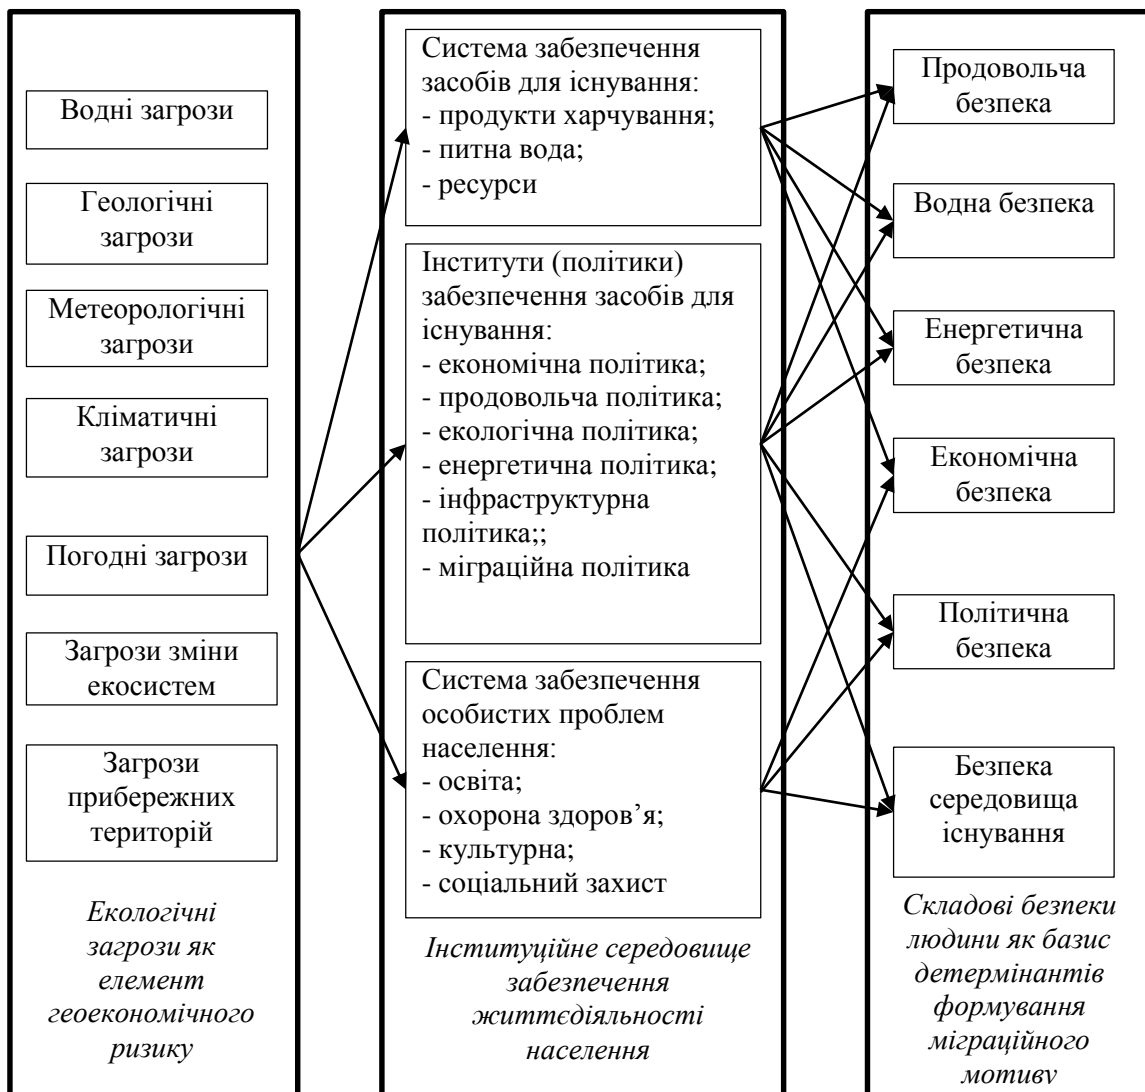 Водні загрози
Геологічні
загрози
Метеорологічні
загрози
Кліматичні
загрози
Погодні загрози
Загрози зміни
екосистем
Загрози
прибережних
територій
Екологічні
загрози як
елемент
геоекономічного
ризику
Система забезпечення
засобів для існування:
- продукти харчування;
- питна вода;
- ресурси
Інститути (політики)
забезпечення засобів для
існування:
- економічна політика;
- продовольча політика;
- екологічна політика;
- енергетична політика;
- інфраструктурна
політика;;
- міграційна політика
Система забезпечення
особистих проблем
населення:
- освіта;
- охорона здоров’я;
- культурна;
- соціальний захист
Інституційне середовище
забезпечення
життєдіяльності
населення
Продовольча
безпека
Водна безпека
Енергетична
безпека
Економічна
безпека
Політична
безпека
Безпека
середовища
існування
Складові безпеки
людини як базис
детермінантів
формування
міграційного
мотиву